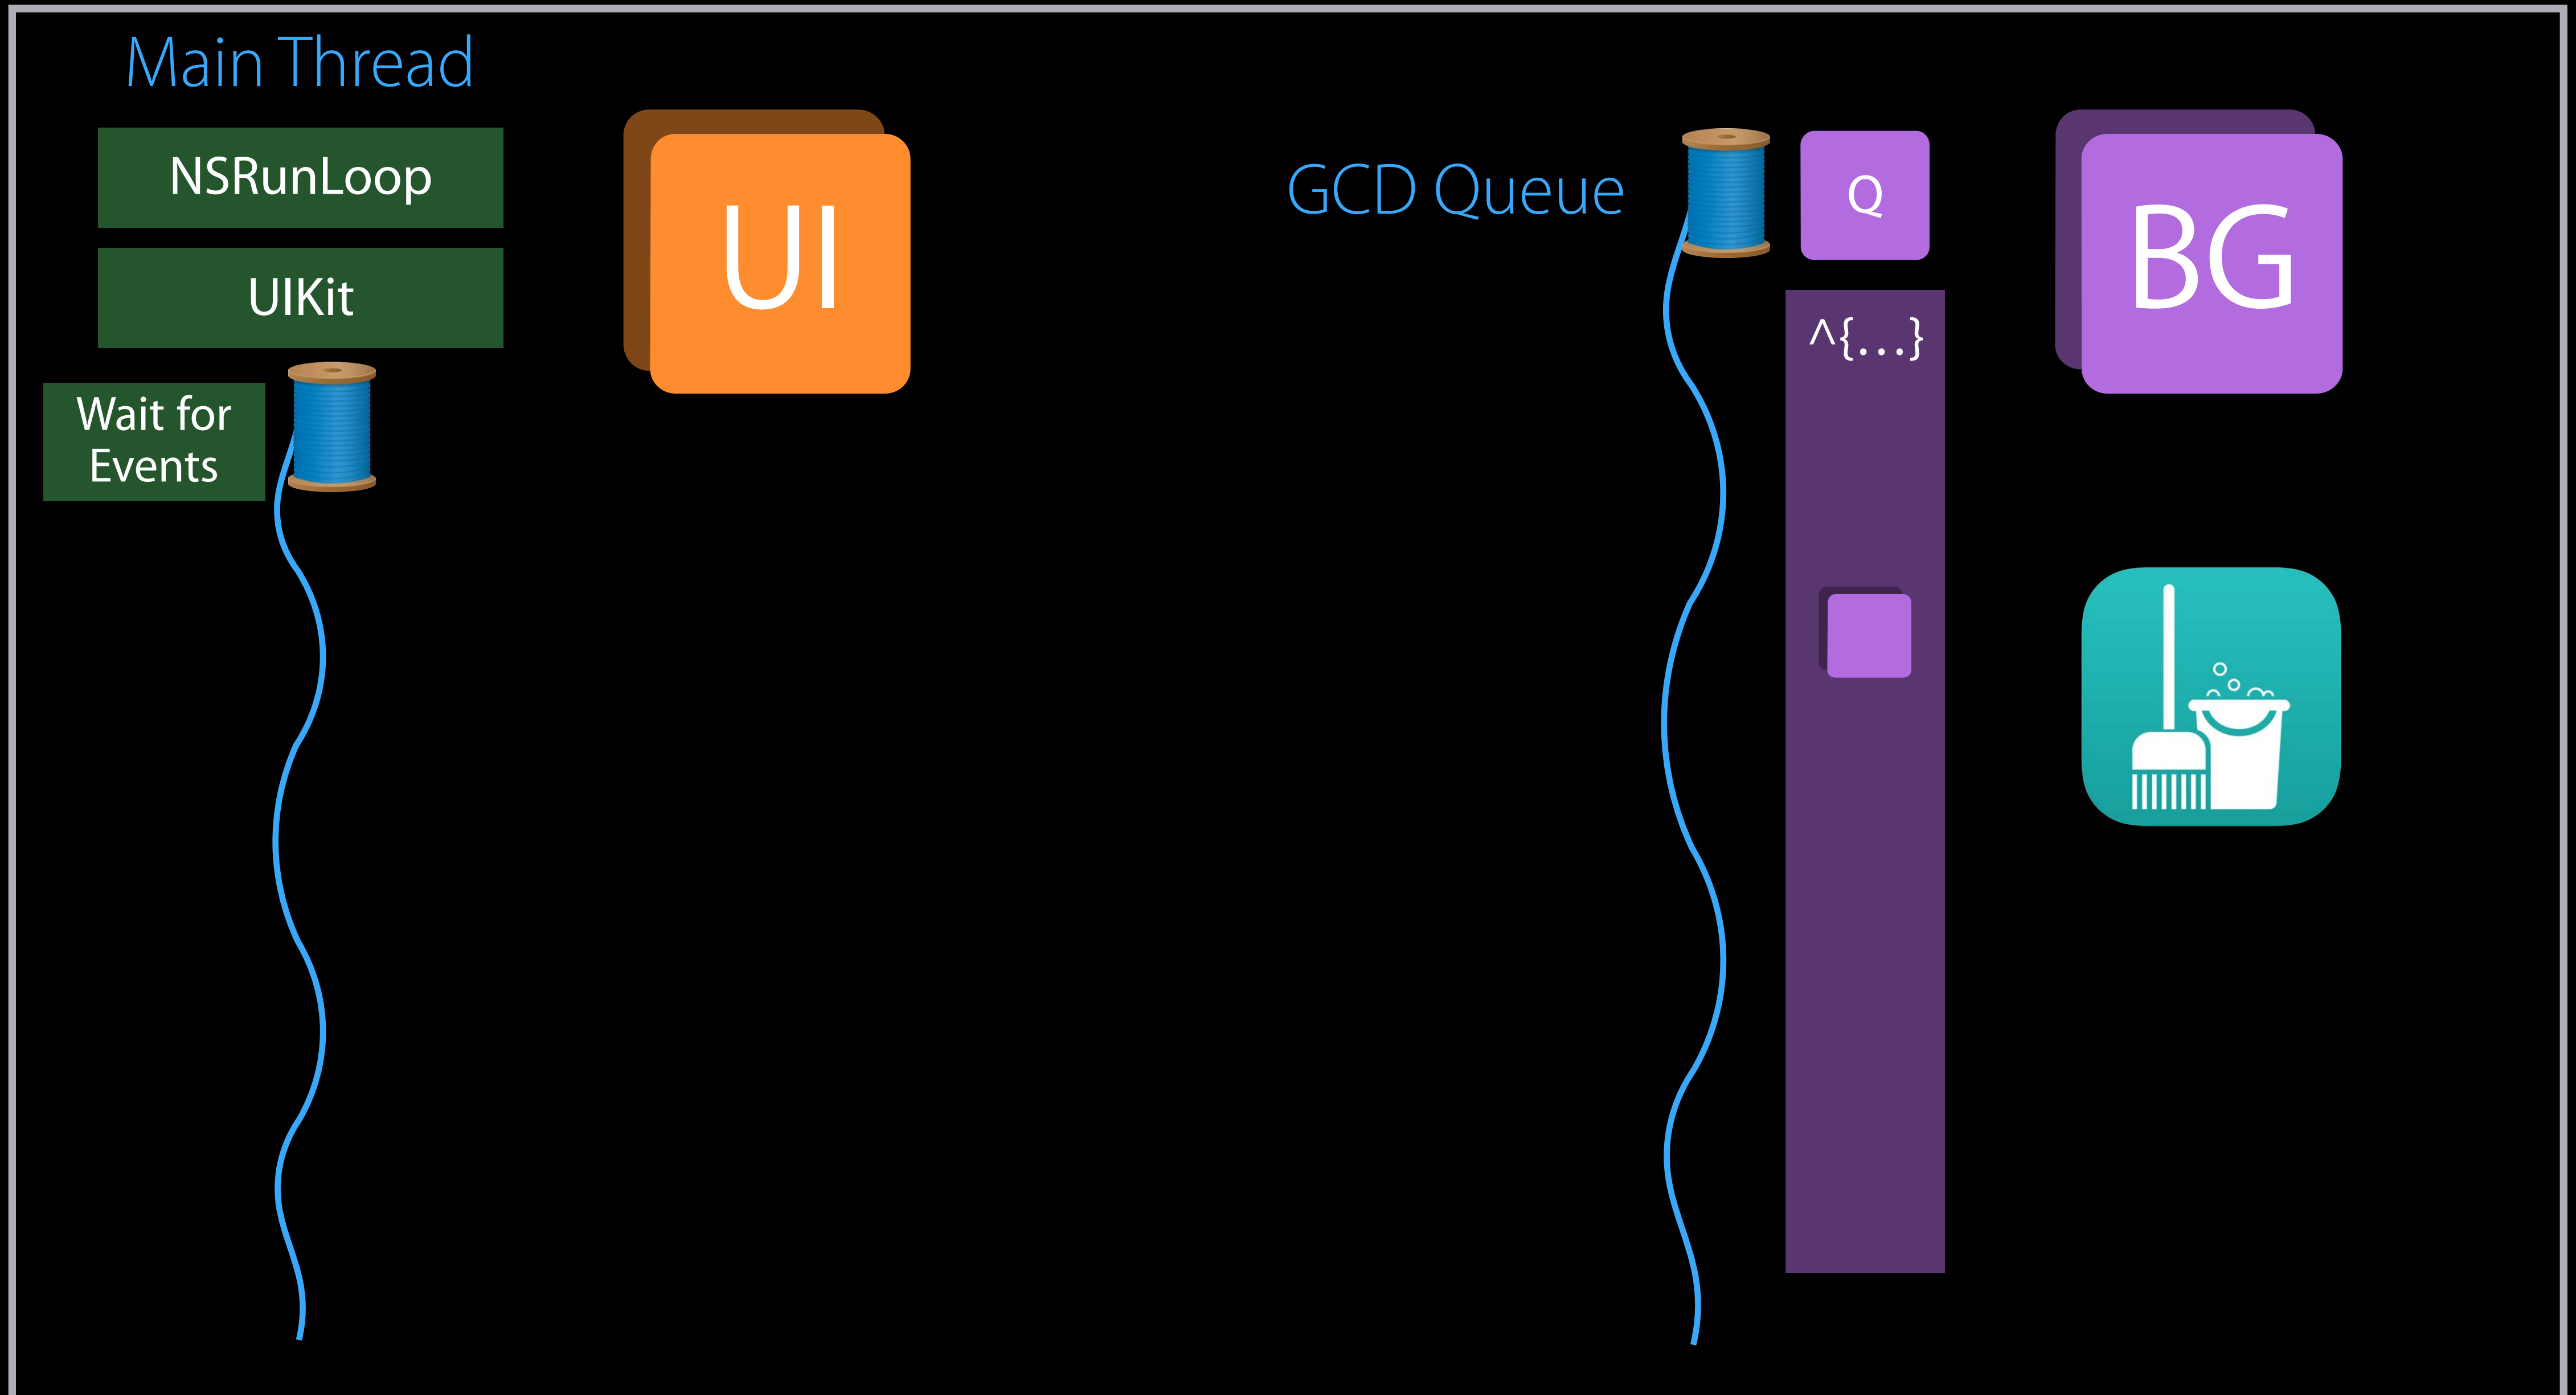 Main Thread
NSRunLoop
UIKit
Wait for
Events
UI
GCD Queue
Q
^{…}
BG